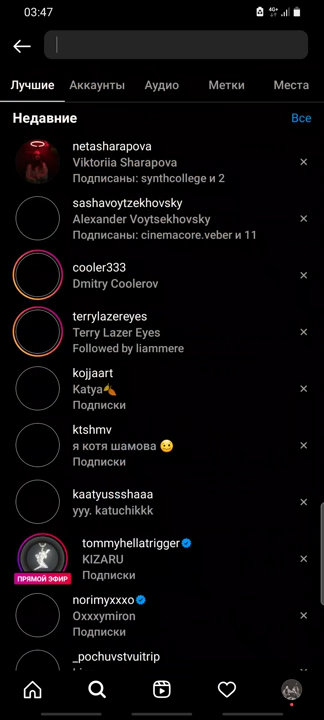 03:47
4G+
Лучшие Аккаунты Аудио Метки Места
Недавние Все
netasharapova
Viktoriia Sharapova
Подписаны: synthcollege и 2
sashavoytzekhovsky
Alexander Voytsekhovsky
Подписаны: cinemacore.veber и 11
cooler333
Dmitry Coolerov
terrylazereyes
Terry Lazer Eyes
Followed by liammere
kojjaart
Katya🍂
Подписки
ktshmv
я котя шамова 🙂
Подписки
kaatyussshaaa
yyy. katuchikkk
tommyhellatrigger
KIZARU
Подписки
ПРЯМОЙ ЭФИР
norimyxxxo
Oxxxymiron
Подписки
_pochuvstvuitrip